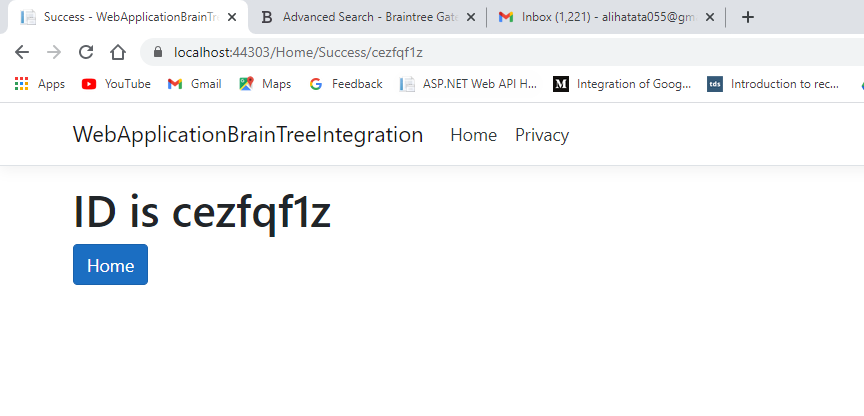 Success - WebApplicationBrainTr
Advanced Search - Braintree Gate
Inbox (1,221) - alihatata055@gm
localhost:44303/Home/Success/cezfqf1z
Apps YouTube Gmail Maps Feedback ASP.NET Web API H... Integration of Goog... Introduction to rec...
WebApplicationBrainTreeIntegration Home Privacy
ID is cezfqf1z
Home